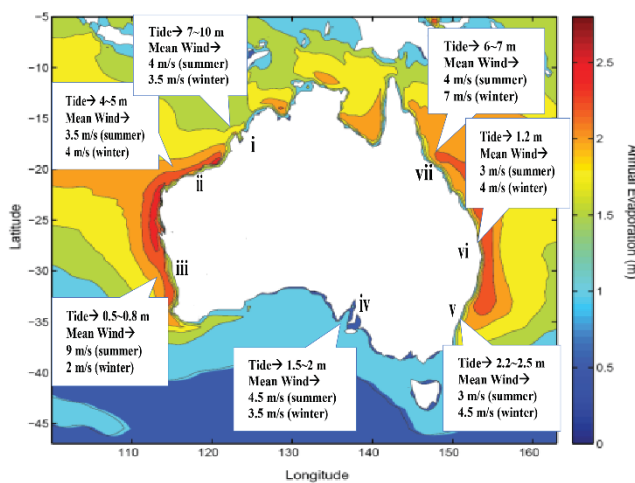 Tide→ 7~10 m
Mean Wind→
4 m/s (summer)
3.5 m/s (winter)
Tide→ 6~7 m
Mean Wind→
4 m/s (summer)
7 m/s (winter)
Tide→ 4~5 m
Mean Wind→
3.5 m/s (summer)
4 m/s (winter)
Tide→ 1.2 m
Mean Wind→
3 m/s (summer)
4 m/s (winter)
Tide→ 0.5~0.8 m
Mean Wind→
9 m/s (summer)
2 m/s (winter)
Tide→ 1.5~2 m
Mean Wind→
4.5 m/s (summer)
3.5 m/s (winter)
Tide→ 2.2~2.5 m
Mean Wind→
3 m/s (summer)
4.5 m/s (winter)
i
ii
iii
iv
v
vi
vii
-5
-10
-15
-20
-25
-30
-35
-40
-45
Latitude
110
120
130
140
150
160
Longitude
2.5
2
1.5
1
0.5
0
Annual Evaporation (m)